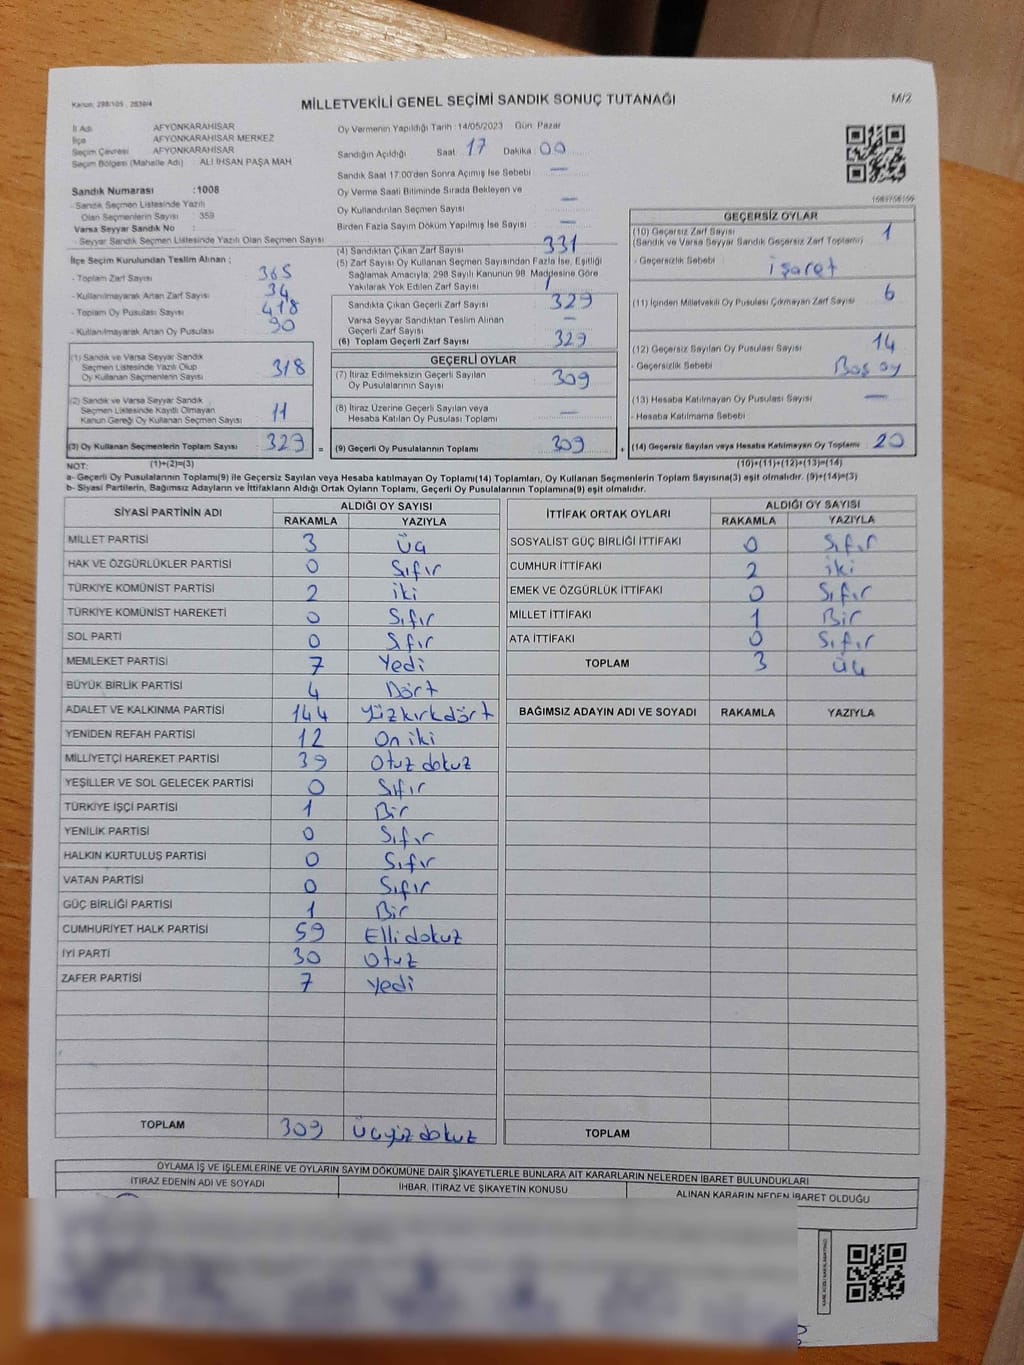 Kanun; 298/105 , 2839/4
MİLLETVEKİLİ GENEL SEÇİMİ SANDIK SONUÇ TUTANAĞI
M/2
İl Adı AFYONKARAHİSAR
İlçe AFYONKARAHİSAR MERKEZ
Seçim Çevresi AFYONKARAHİSAR
Seçim Bölgesi (Mahalle Adı) ALİ İHSAN PAŞA MAH
Sandık Numarası :1008
- Sandık Seçmen Listesinde Yazılı
Olan Seçmenlerin Sayısı 359
Varsa Seyyar Sandık No :
- Seyyar Sandık Seçmen Listesinde Yazılı Olan Seçmen Sayısı
İlçe Seçim Kurulundan Teslim Alınan ;
- Toplam Zarf Sayısı 365
- Kullanılmayarak Artan Zarf Sayısı 34
- Toplam Oy Pusulası Sayısı 418
- Kullanılmayarak Artan Oy Pusulası 90
(1) Sandık ve Varsa Seyyar Sandık
Seçmen Listesinde Yazılı Olup
Oy Kullanan Seçmenlerin Sayısı 318
(2) Sandık ve Varsa Seyyar Sandık
Seçmen Listesinde Kayıtlı Olmayan
Kanun Gereği Oy Kullanan Seçmen Sayısı 11
(3) Oy Kullanan Seçmenlerin Toplam Sayısı 329
Oy Vermenin Yapıldığı Tarih : 14/05/2023 Gün: Pazar
Sandığın Açıldığı Saat: 17 Dakika: 00
Sandık Saat 17:00'den Sonra Açılmış İse Sebebi —
Oy Verme Saati Bitiminde Sırada Bekleyen ve
Oy Kullandırılan Seçmen Sayısı —
Birden Fazla Sayım Döküm Yapılmış İse Sayısı —
(4) Sandıktan Çıkan Zarf Sayısı 331
(5) Zarf Sayısı Oy Kullanan Seçmen Sayısından Fazla İse, Eşitliği
Sağlamak Amacıyla; 298 Sayılı Kanunun 98. Maddesine Göre
Yakılarak Yok Edilen Zarf Sayısı 1
Sandıkta Çıkan Geçerli Zarf Sayısı 329
Varsa Seyyar Sandıktan Teslim Alınan
Geçerli Zarf Sayısı —
(6) Toplam Geçerli Zarf Sayısı 329
GEÇERLİ OYLAR
(7) İtiraz Edilmeksizin Geçerli Sayılan
Oy Pusulalarının Sayısı 309
(8) İtiraz Üzerine Geçerli Sayılan veya
Hesaba Katılan Oy Pusulası Toplamı —
= (9) Geçerli Oy Pusulalarının Toplamı 309 +
GEÇERSİZ OYLAR
(10) Geçersiz Zarf Sayısı 1
(Sandık ve Varsa Seyyar Sandık Geçersiz Zarf Toplamı)
- Geçersizlik Sebebi işaret
(11) İçinden Milletvekili Oy Pusulası Çıkmayan Zarf Sayısı 6
(12) Geçersiz Sayılan Oy Pusulası Sayısı 14
- Geçersizlik Sebebi Boş oy
(13) Hesaba Katılmayan Oy Pusulası Sayısı —
- Hesaba Katılmama Sebebi
(14) Geçersiz Sayılan veya Hesaba Katılmayan Oy Toplamı 20
NOT: (1)+(2)=(3) (10)+(11)+(12)+(13)=(14)
a- Geçerli Oy Pusulalarının Toplamı(9) ile Geçersiz Sayılan veya Hesaba katılmayan Oy Toplamı(14) Toplamları, Oy Kullanan Seçmenlerin Toplam Sayısına(3) eşit olmalıdır. (9)+(14)=(3)
b- Siyasi Partilerin, Bağımsız Adayların ve İttifakların Aldığı Ortak Oyların Toplamı, Geçerli Oy Pusulalarının Toplamına(9) eşit olmalıdır.
SİYASİ PARTİNİN ADI ALDIĞI OY SAYISI
RAKAMLA YAZIYLA
MİLLET PARTİSİ 3 Üç
HAK VE ÖZGÜRLÜKLER PARTİSİ 0 Sıfır
TÜRKİYE KOMÜNİST PARTİSİ 2 iki
TÜRKİYE KOMÜNİST HAREKETİ 0 Sıfır
SOL PARTİ 0 Sıfır
MEMLEKET PARTİSİ 7 Yedi
BÜYÜK BİRLİK PARTİSİ 4 Dört
ADALET VE KALKINMA PARTİSİ 144 Yüzkırkdört
YENİDEN REFAH PARTİSİ 12 On iki
MİLLİYETÇİ HAREKET PARTİSİ 39 Otuz dokuz
YEŞİLLER VE SOL GELECEK PARTİSİ 0 Sıfır
TÜRKİYE İŞÇİ PARTİSİ 1 Bir
YENİLİK PARTİSİ 0 Sıfır
HALKIN KURTULUŞ PARTİSİ 0 Sıfır
VATAN PARTİSİ 0 Sıfır
GÜÇ BİRLİĞİ PARTİSİ 1 Bir
CUMHURİYET HALK PARTİSİ 59 Elli dokuz
İYİ PARTİ 30 Otuz
ZAFER PARTİSİ 7 Yedi
TOPLAM 309 Üçyüz dokuz
İTTİFAK ORTAK OYLARI ALDIĞI OY SAYISI
RAKAMLA YAZIYLA
SOSYALİST GÜÇ BİRLİĞİ İTTİFAKI 0 Sıfır
CUMHUR İTTİFAKI 2 iki
EMEK VE ÖZGÜRLÜK İTTİFAKI 0 Sıfır
MİLLET İTTİFAKI 1 Bir
ATA İTTİFAKI 0 Sıfır
TOPLAM 3 üç
BAĞIMSIZ ADAYIN ADI VE SOYADI RAKAMLA YAZIYLA
TOPLAM
OYLAMA İŞ VE İŞLEMLERİNE VE OYLARIN SAYIM DÖKÜMÜNE DAİR ŞİKAYETLERLE BUNLARA AİT KARARLARIN NELERDEN İBARET BULUNDUKLARI
İTİRAZ EDENİN ADI VE SOYADI İHBAR, İTİRAZ VE ŞİKAYETİN KONUSU ALINAN KARARIN NEDEN İBARET OLDUĞU